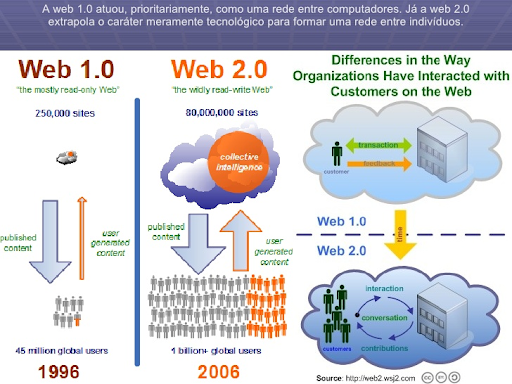 A web 1.0 atuou, prioritariamente, como uma rede entre computadores. Já a web 2.0
extrapola o caráter meramente tecnológico para formar uma rede entre indivíduos.
Web 1.0
"the mostly read-only Web"
250,000 sites
published
content
user
generated
content
45 million global users
1996
Web 2.0
"the wildly read-write Web"
80,000,000 sites
collective
intelligence
published
content
user
generated
content
1 billion+ global users
2006
Differences in the Way
Organizations Have Interacted with
Customers on the Web
transaction
feedback
customer
Web 1.0
time
Web 2.0
interaction
conversation
customers
contributions
Source: http://web2.wsj2.com